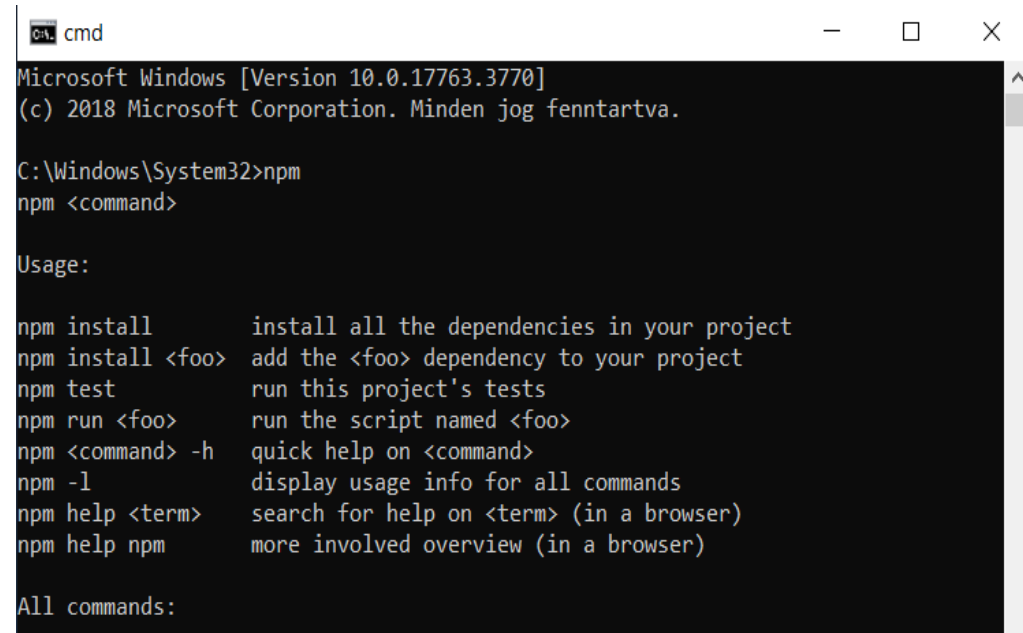 cmd
Microsoft Windows [Version 10.0.17763.3770]
(c) 2018 Microsoft Corporation. Minden jog fenntartva.
C:\Windows\System32>npm
npm <command>
Usage:
npm install        install all the dependencies in your project
npm install <foo>  add the <foo> dependency to your project
npm test           run this project's tests
npm run <foo>      run the script named <foo>
npm <command> -h   quick help on <command>
npm -l             display usage info for all commands
npm help <term>    search for help on <term> (in a browser)
npm help npm       more involved overview (in a browser)
All commands: